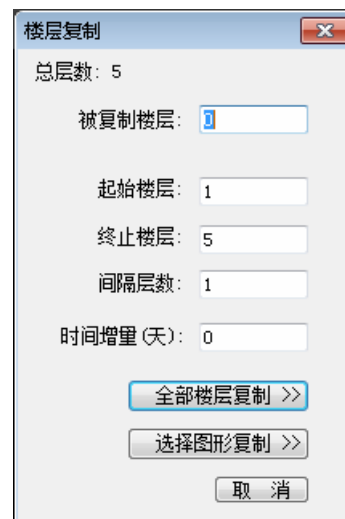 楼层复制
总层数: 5
被复制楼层: 0
起始楼层: 1
终止楼层: 5
间隔层数: 1
时间增量(天): 0
全部楼层复制 >>
选择图形复制 >>
取 消